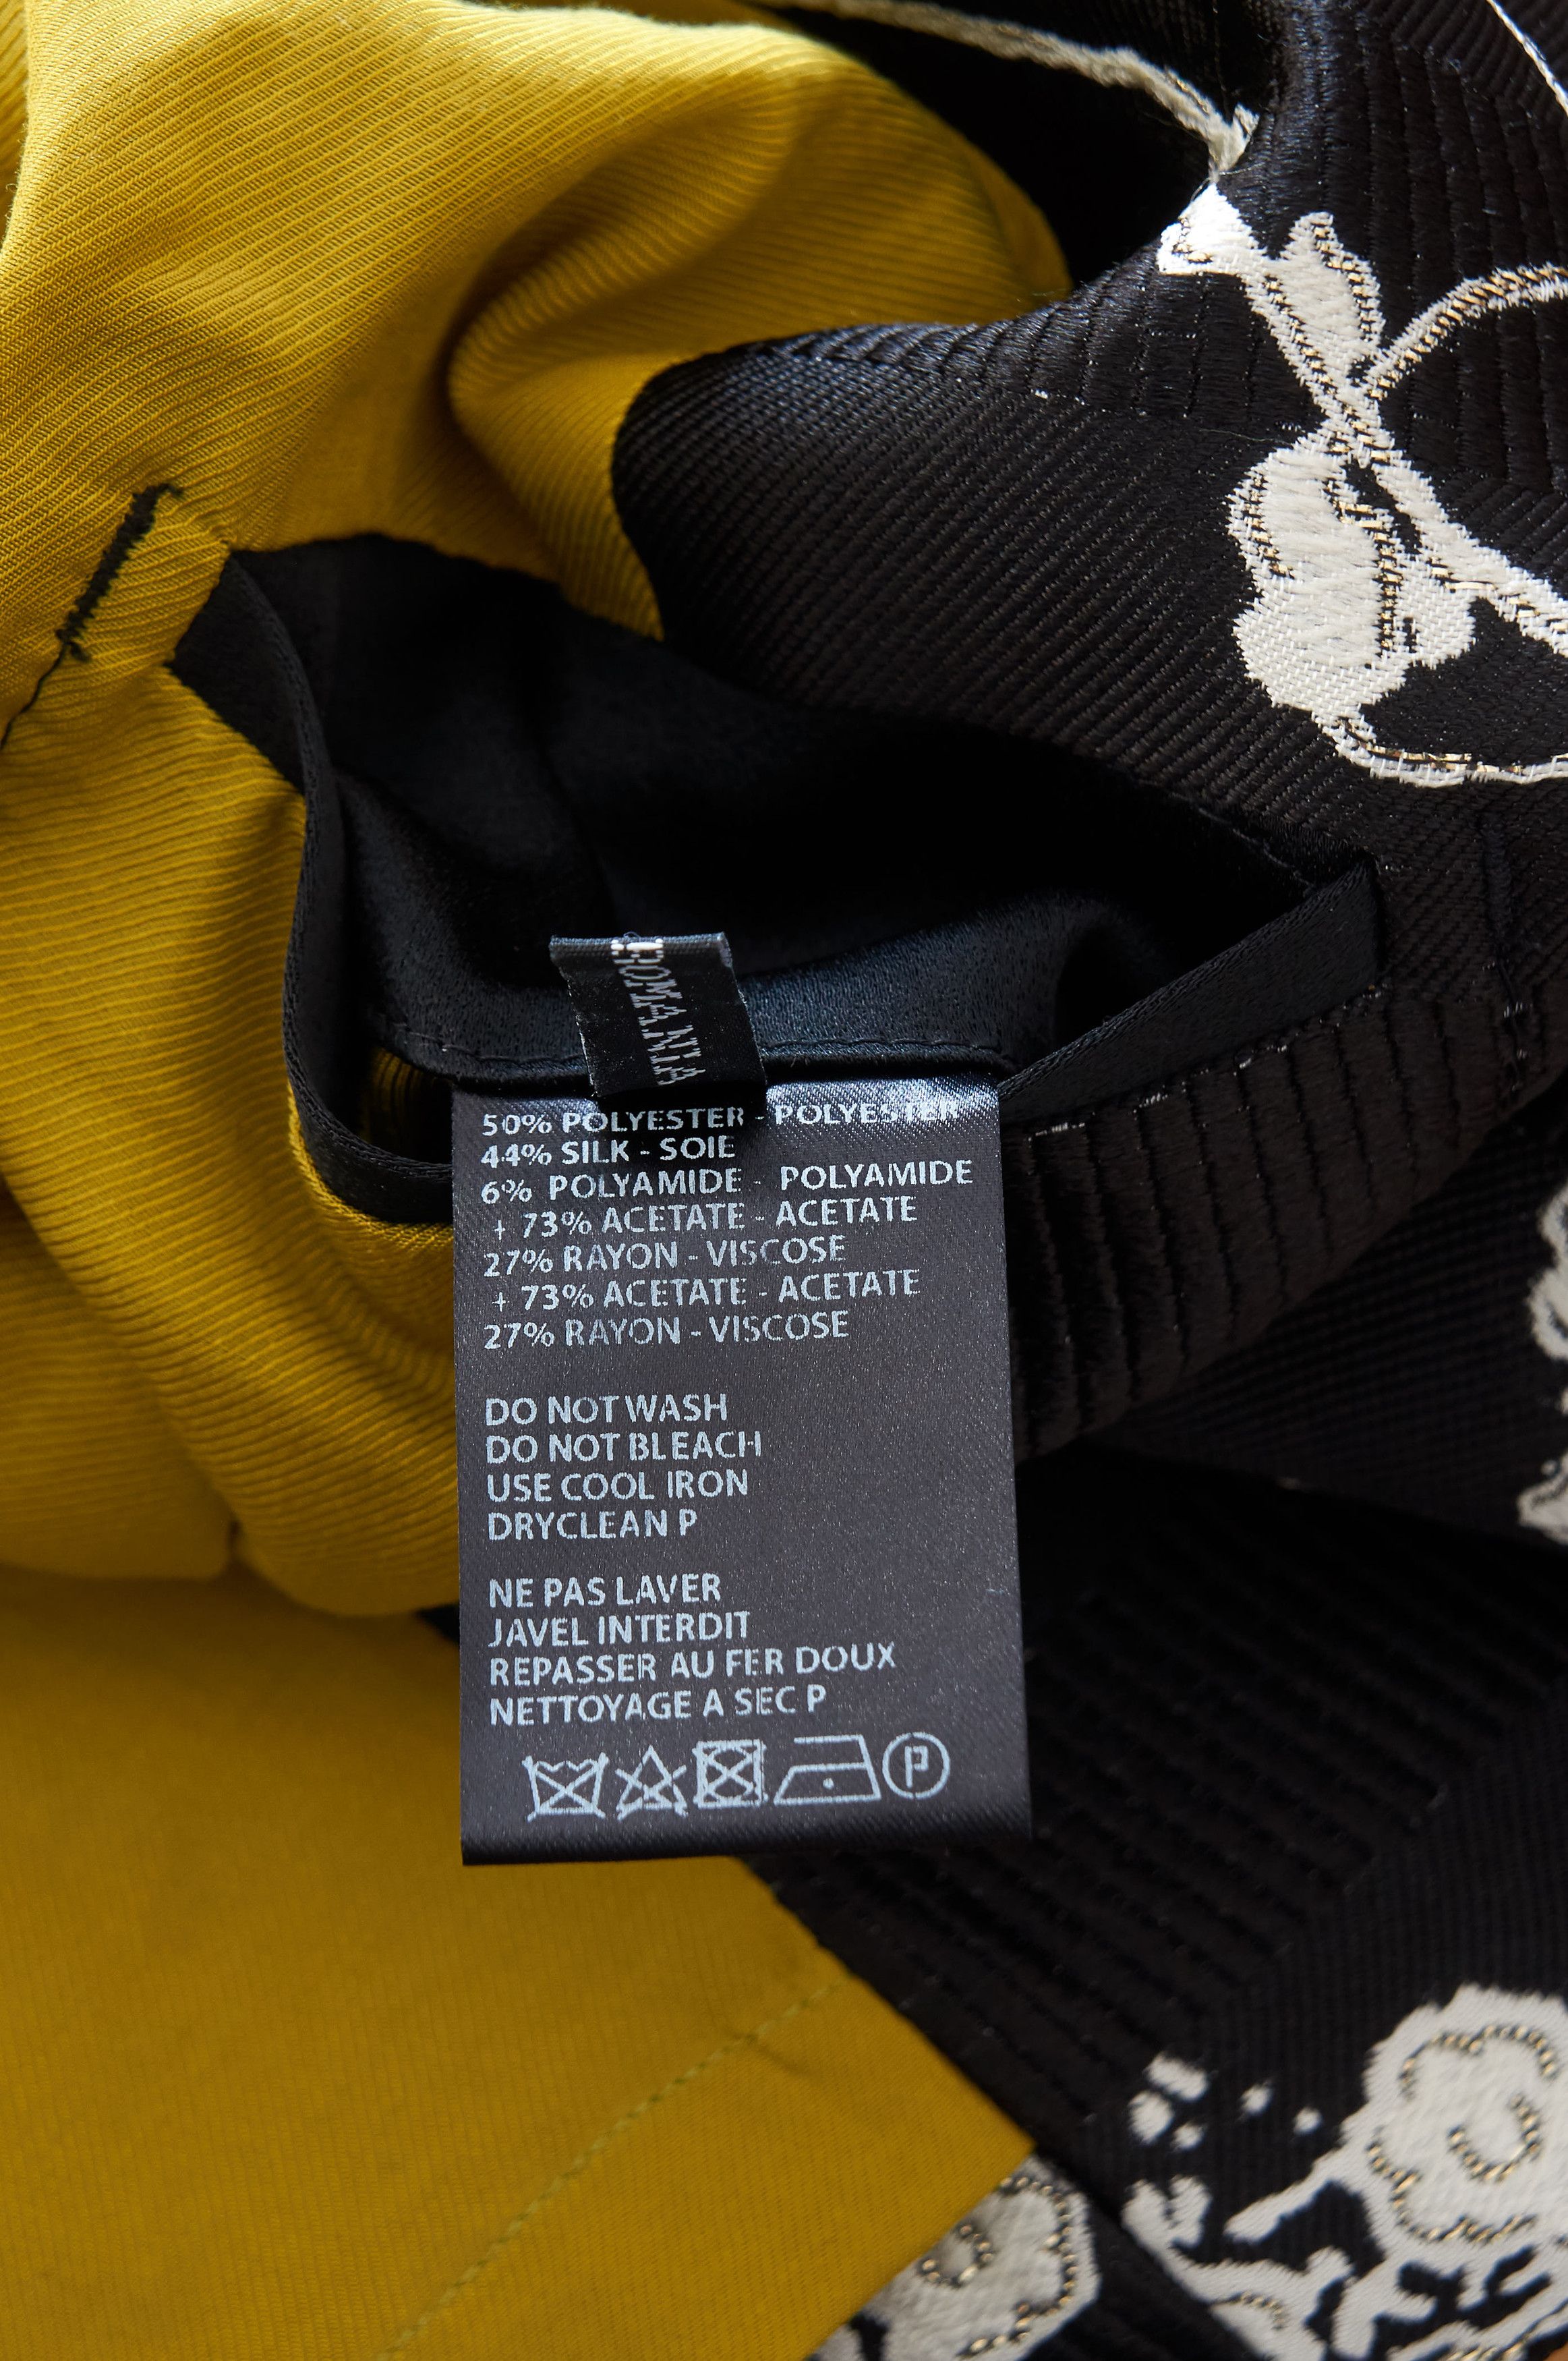 ROMANIA
50% POLYESTER - POLYESTER
44% SILK - SOIE
6% POLYAMIDE - POLYAMIDE
+ 73% ACETATE - ACETATE
27% RAYON - VISCOSE
+ 73% ACETATE - ACETATE
27% RAYON - VISCOSE
DO NOT WASH
DO NOT BLEACH
USE COOL IRON
DRYCLEAN P
NE PAS LAVER
JAVEL INTERDIT
REPASSER AU FER DOUX
NETTOYAGE A SEC P
P